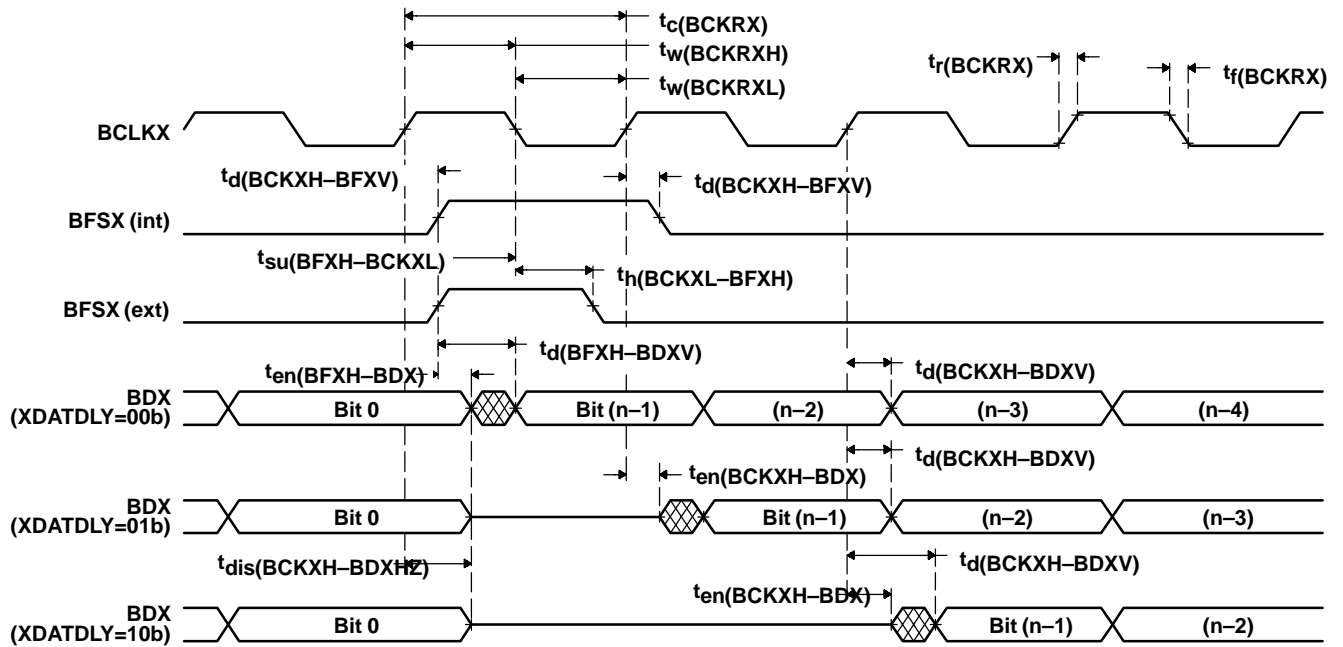 tc(BCKRX)
tw(BCKRXH)
tr(BCKRX)
tf(BCKRX)
tw(BCKRXL)
BCLKX
td(BCKXH–BFXV)
td(BCKXH–BFXV)
BFSX (int)
tsu(BFXH–BCKXL)
th(BCKXL–BFXH)
BFSX (ext)
td(BFXH–BDXV)
ten(BFXH–BDX)
td(BCKXH–BDXV)
BDX
(XDATDLY=00b)
Bit 0
Bit (n–1)
(n–2)
(n–3)
(n–4)
td(BCKXH–BDXV)
ten(BCKXH–BDX)
BDX
(XDATDLY=01b)
Bit 0
Bit (n–1)
(n–2)
(n–3)
tdis(BCKXH–BDXHZ)
td(BCKXH–BDXV)
ten(BCKXH–BDX)
BDX
(XDATDLY=10b)
Bit 0
Bit (n–1)
(n–2)